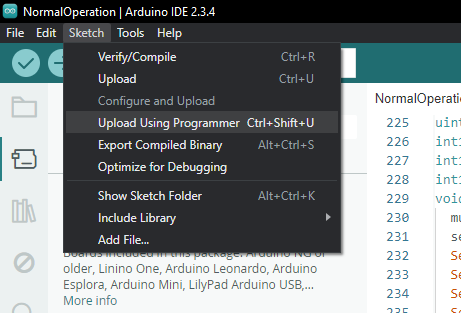 NormalOperation | Arduino IDE 2.3.4
File Edit Sketch Tools Help
Verify/Compile Ctrl+R
Upload Ctrl+U
Configure and Upload
Upload Using Programmer Ctrl+Shift+U
Export Compiled Binary Alt+Ctrl+S
Optimize for Debugging
Show Sketch Folder Alt+Ctrl+K
Include Library
Add File...
Boards included in this package: Arduino NG or
older, Linino One, Arduino Leonardo, Arduino
Esplora, Arduino Mini, LilyPad Arduino USB,...
More info
NormalOperation
225 uint
226 int1
227 int1
228 int1
229 void
230 mu
231 se
232 Se
233 Se
234 Se
235 Se